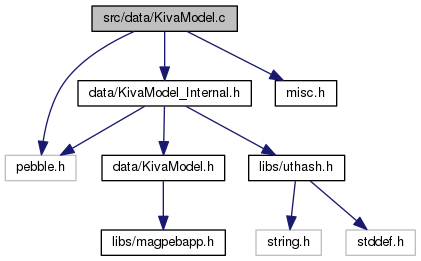 src/data/KivaModel.c
data/KivaModel_Internal.h
misc.h
pebble.h
data/KivaModel.h
libs/uthash.h
libs/magpebapp.h
string.h
stddef.h